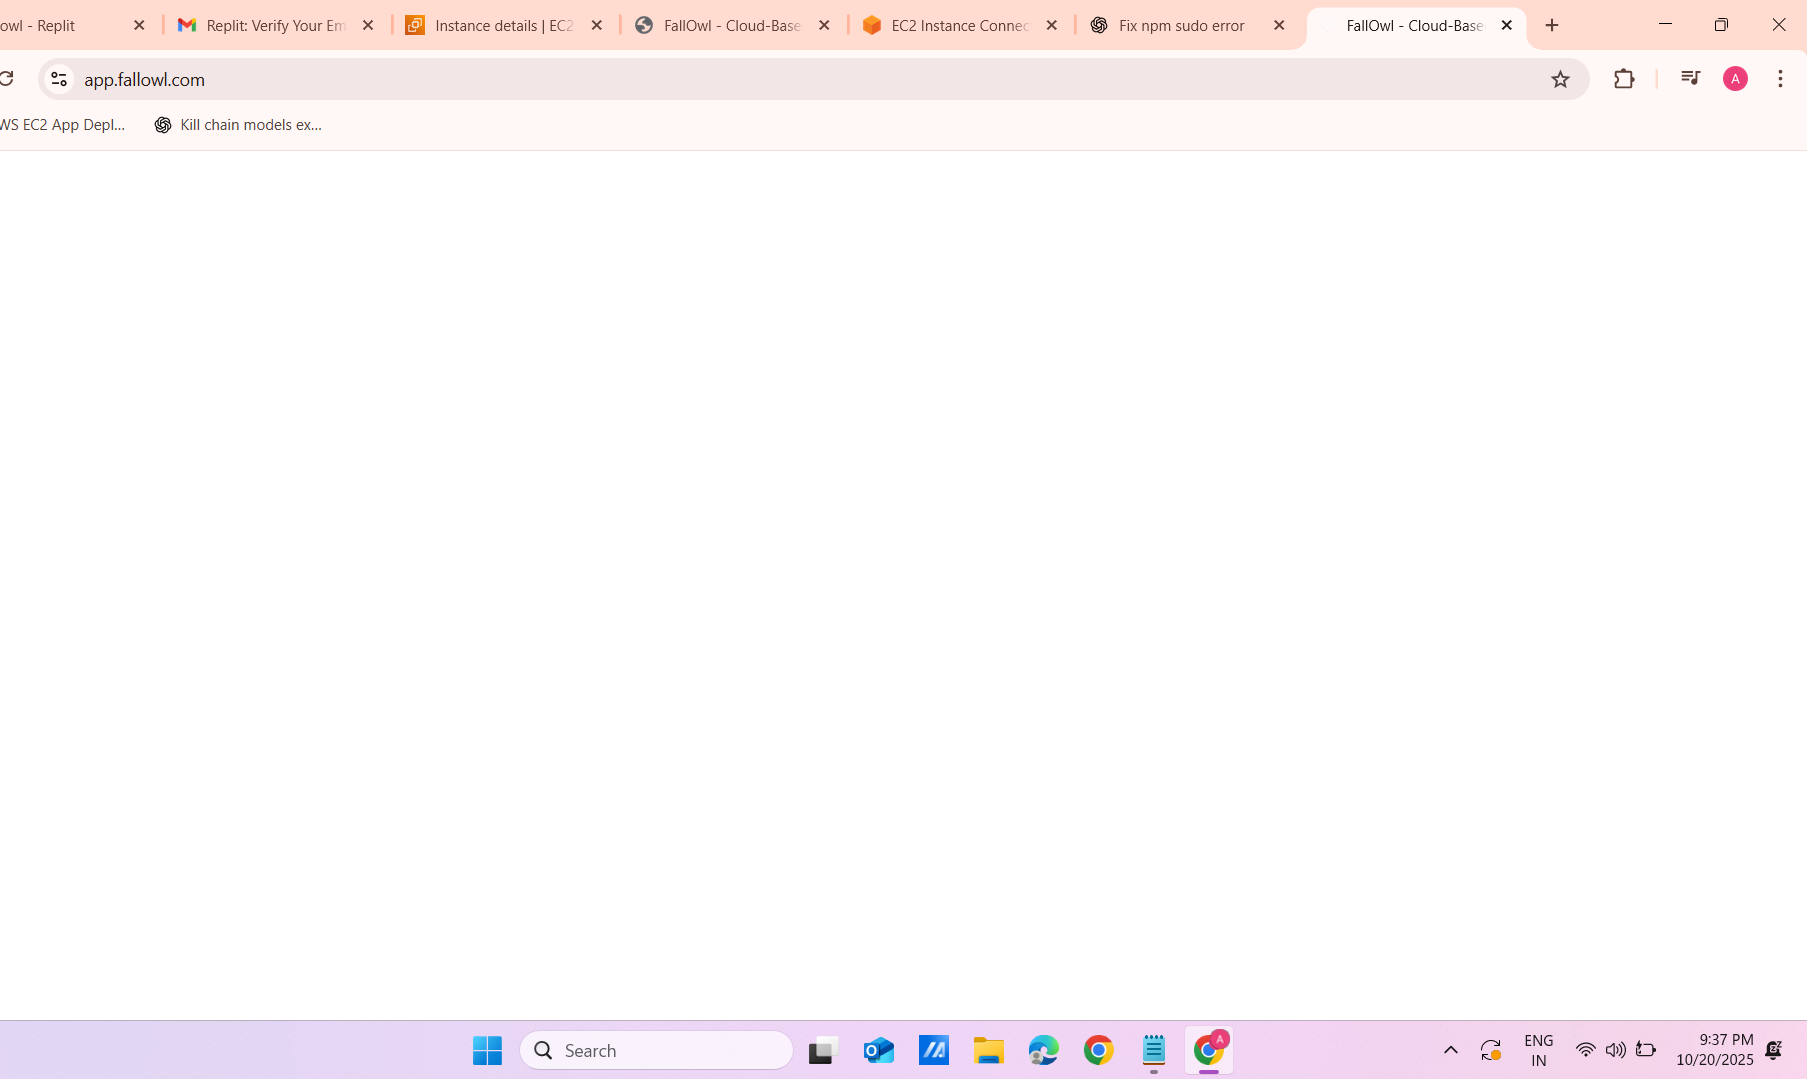 owl - Replit
Replit: Verify Your Em
Instance details | EC2
FallOwl - Cloud-Base
EC2 Instance Connec
Fix npm sudo error
FallOwl - Cloud-Base
app.fallowl.com
A
WS EC2 App Depl...
Kill chain models ex...
Search
A
ENG
IN
9:37 PM
10/20/2025